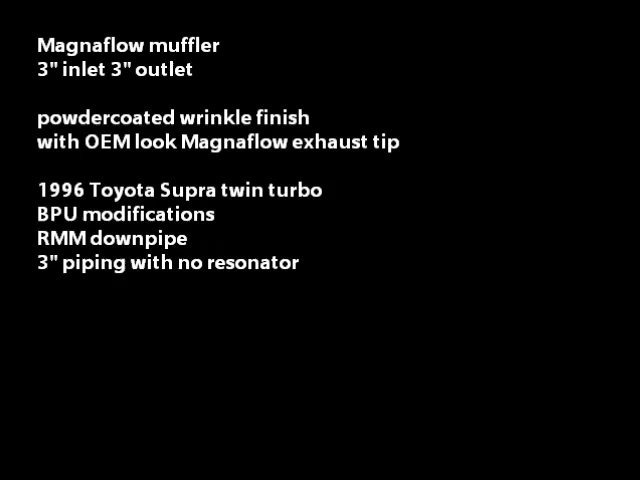 Magnaflow muffler
3" inlet 3" outlet
powdercoated wrinkle finish
with OEM look Magnaflow exhaust tip
1996 Toyota Supra twin turbo
BPU modifications
RMM downpipe
3" piping with no resonator